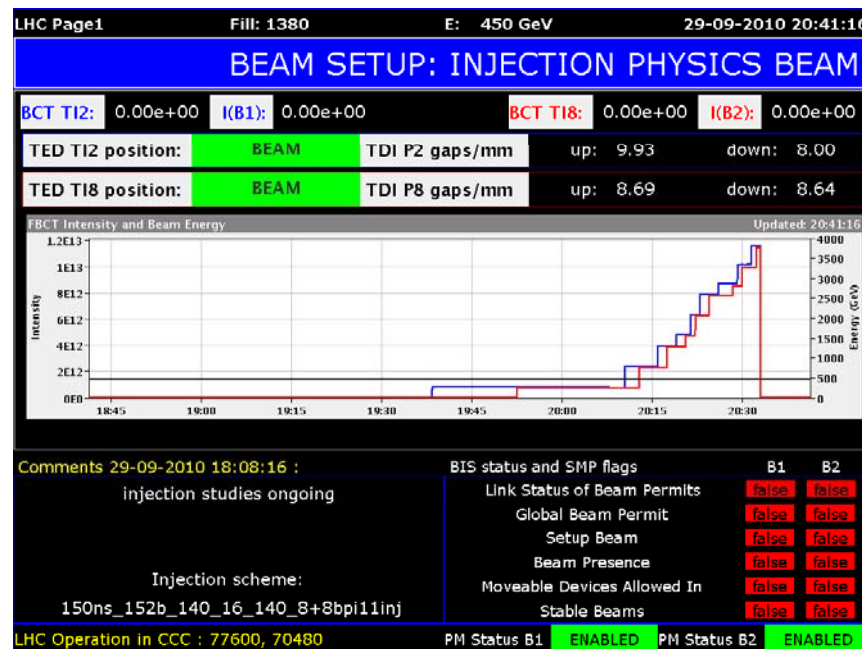 LHC Page1 Fill: 1380 E: 450 GeV 29-09-2010 20:41:16
BEAM SETUP: INJECTION PHYSICS BEAM
BCT TI2: 0.00e+00 I(B1): 0.00e+00 BCT TI8: 0.00e+00 I(B2): 0.00e+00
TED TI2 position: BEAM TDI P2 gaps/mm up: 9.93 down: 8.00
TED TI8 position: BEAM TDI P8 gaps/mm up: 8.69 down: 8.64
FBCT Intensity and Beam Energy Updated: 20:41:16
1.2E13 4000
3500
1E13
3000
8E12
2500
6E12 2000
4E12 1500
1000
2E12
500
0E0 0
Intensity
Energy (GeV)
18:45 19:00 19:15 19:30 19:45 20:00 20:15 20:30
Comments 29-09-2010 18:08:16 : BIS status and SMP flags B1 B2
injection studies ongoing Link Status of Beam Permits false false
Global Beam Permit false false
Setup Beam false false
Beam Presence false false
Injection scheme: Moveable Devices Allowed In false false
150ns_152b_140_16_140_8+8bpi11inj Stable Beams false false
LHC Operation in CCC : 77600, 70480 PM Status B1 ENABLED PM Status B2 ENABLED